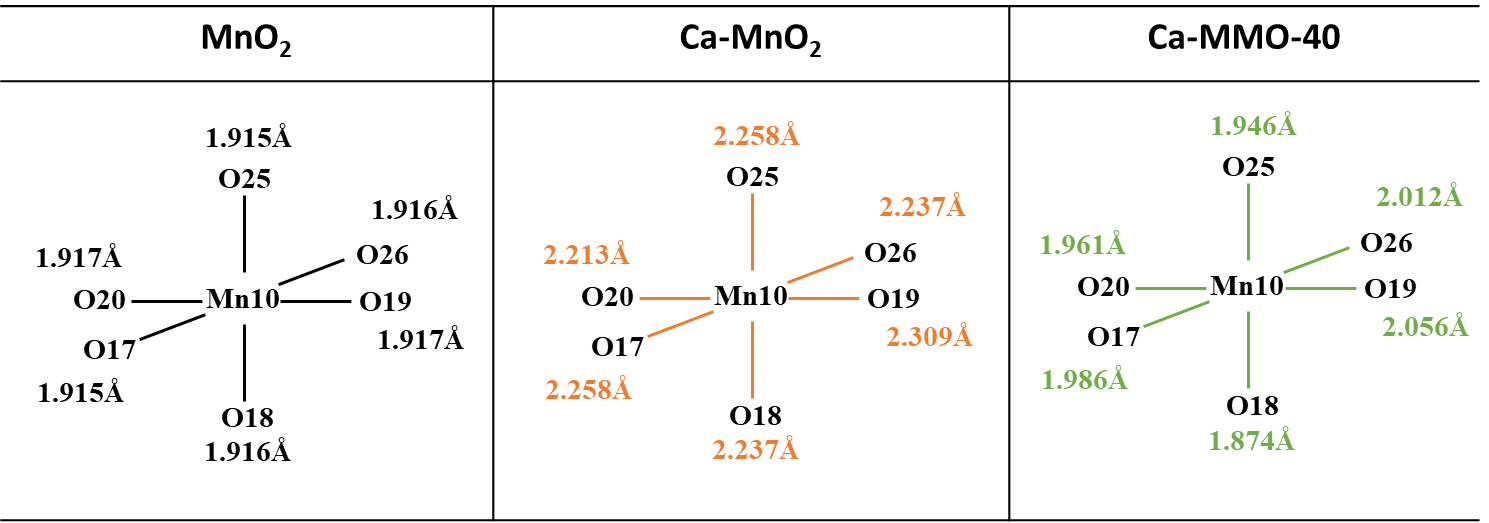 MnO₂ Ca-MnO₂ Ca-MMO-40
1.915Å
O25
1.916Å
O26
1.917Å
O20 Mn10 O19
1.917Å
O17
1.915Å
O18
1.916Å
2.258Å
O25
2.237Å
O26
2.213Å
O20 Mn10 O19
2.309Å
O17
2.258Å
O18
2.237Å
1.946Å
O25
2.012Å
O26
1.961Å
O20 Mn10 O19
2.056Å
O17
1.986Å
O18
1.874Å